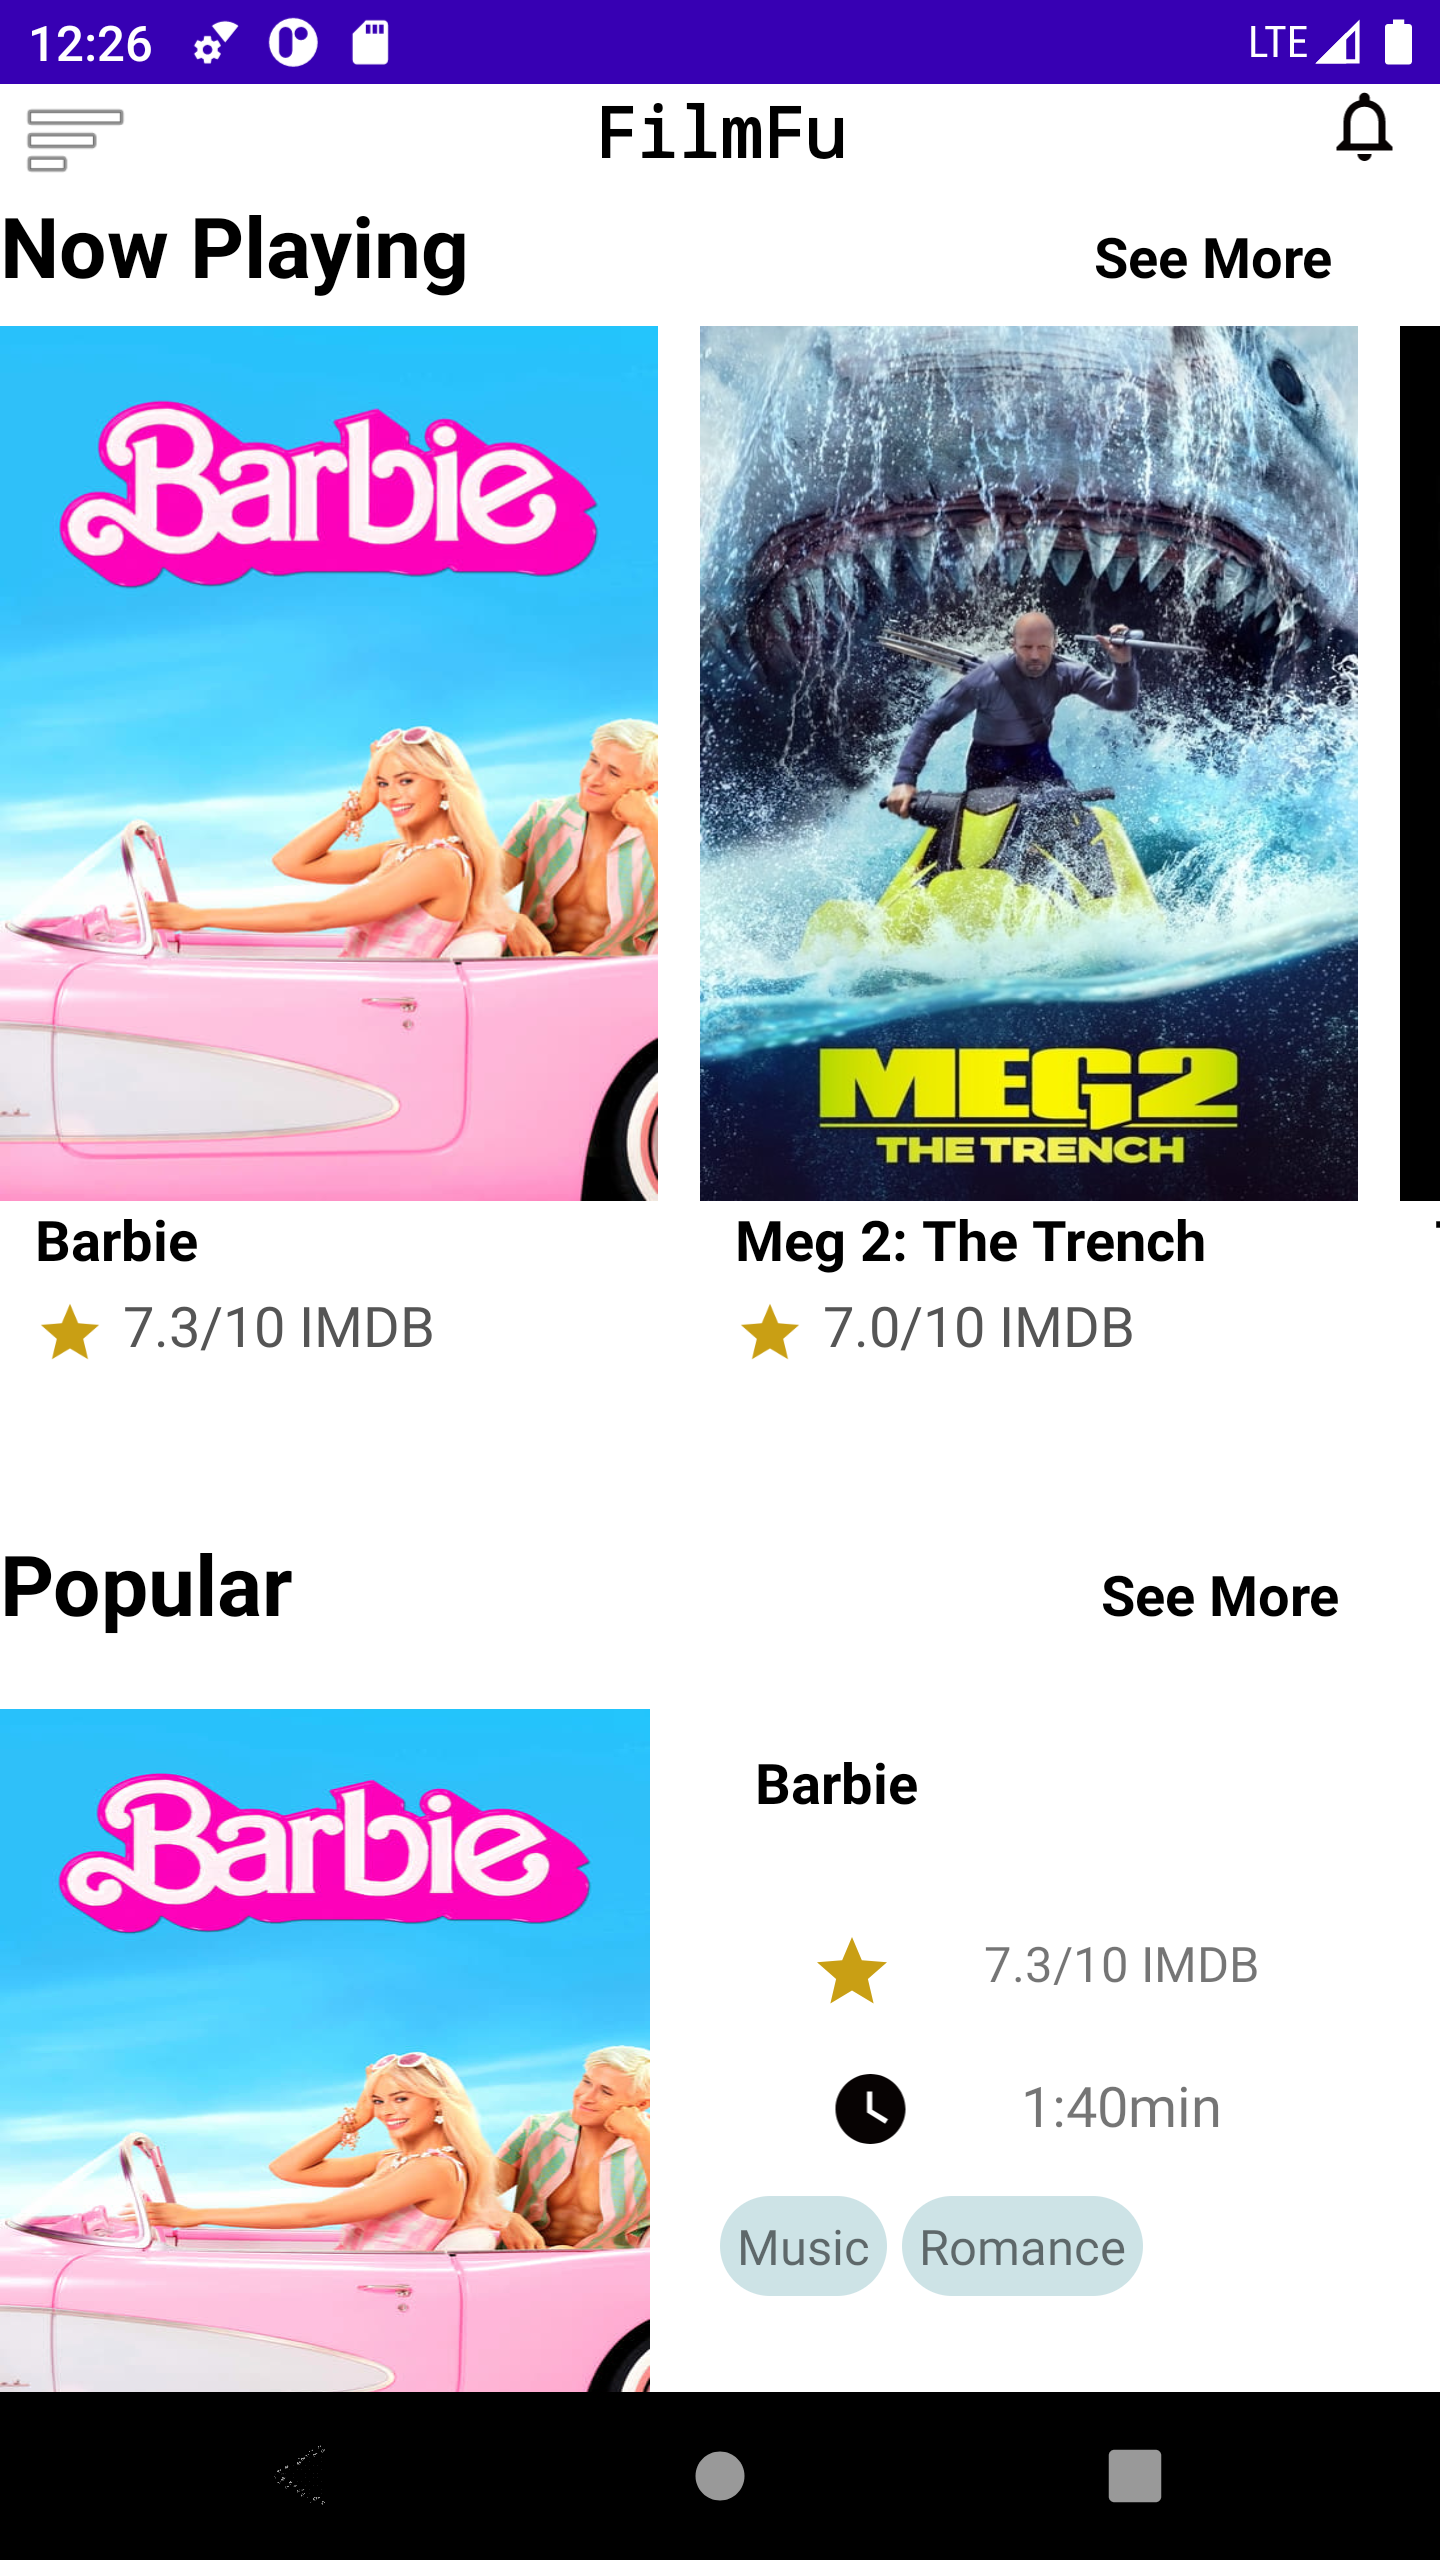 12:26
LTE
FilmFu
Now Playing
See More
Barbie
MEG2
THE TRENCH
Barbie
7.3/10 IMDB
Meg 2: The Trench
7.0/10 IMDB
Popular
See More
Barbie
Barbie
7.3/10 IMDB
1:40min
Music
Romance